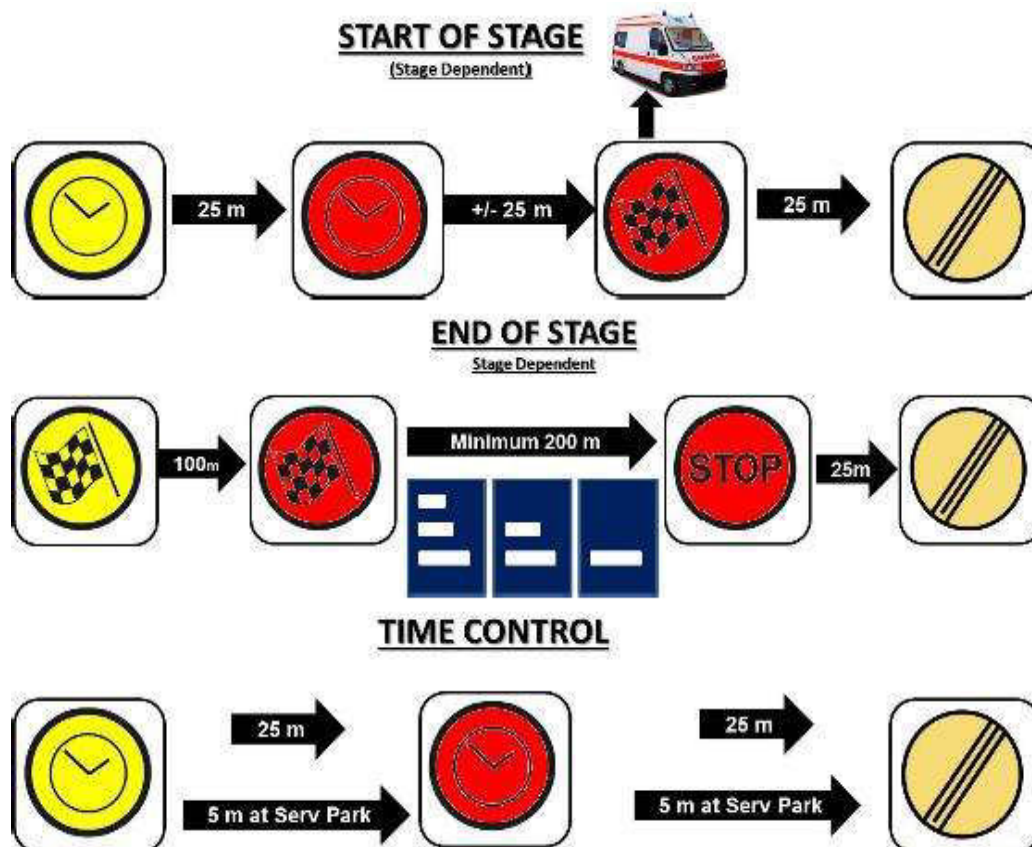 START OF STAGE
(Stage Dependent)
25 m
+/- 25 m
25 m
END OF STAGE
Stage Dependent
100m
Minimum 200 m
STOP
25m
TIME CONTROL
25 m
25 m
5 m at Serv Park
5 m at Serv Park